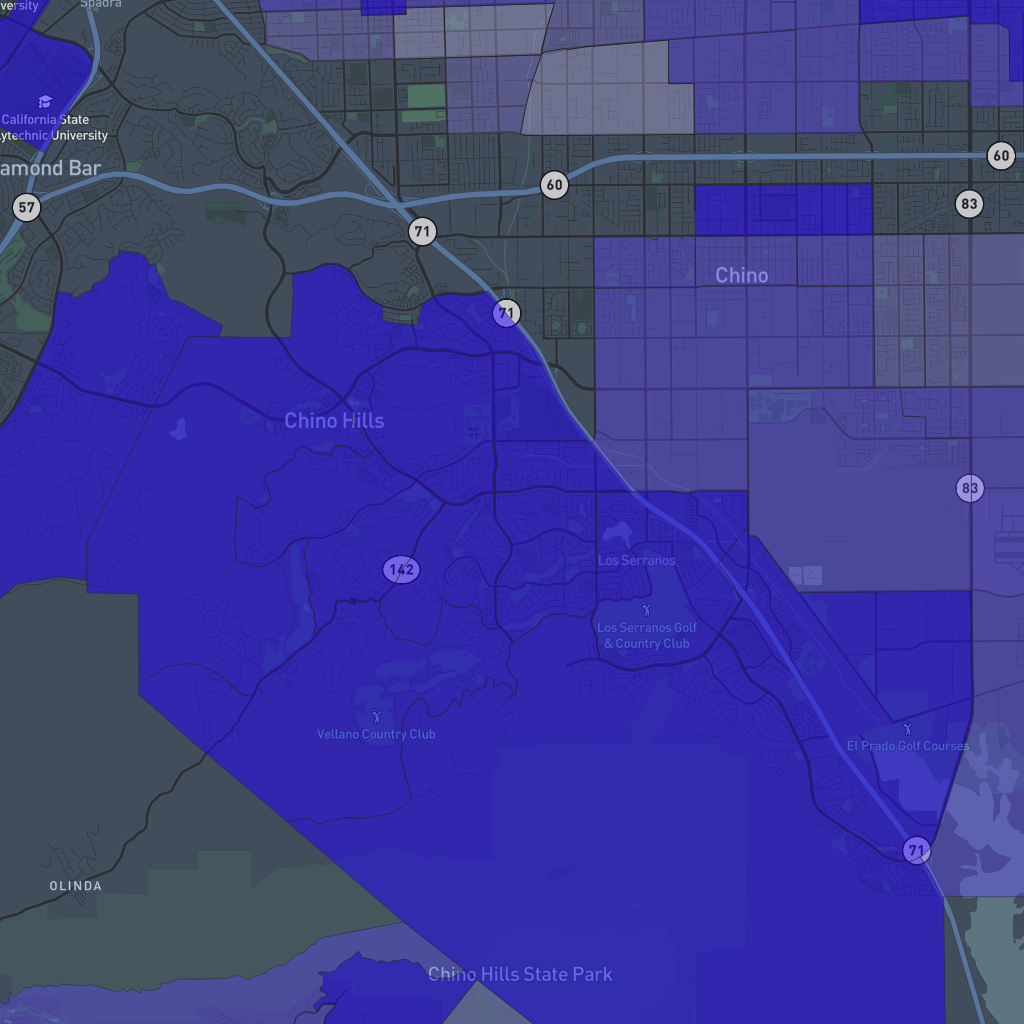 versity
Spadra
California State
lytechnic University
amond Bar
60
60
57
83
71
Chino
71
Chino Hills
83
Los Serranos
142
Los Serranos Golf
& Country Club
Vellano Country Club
El Prado Golf Courses
71
OLINDA
Chino Hills State Park